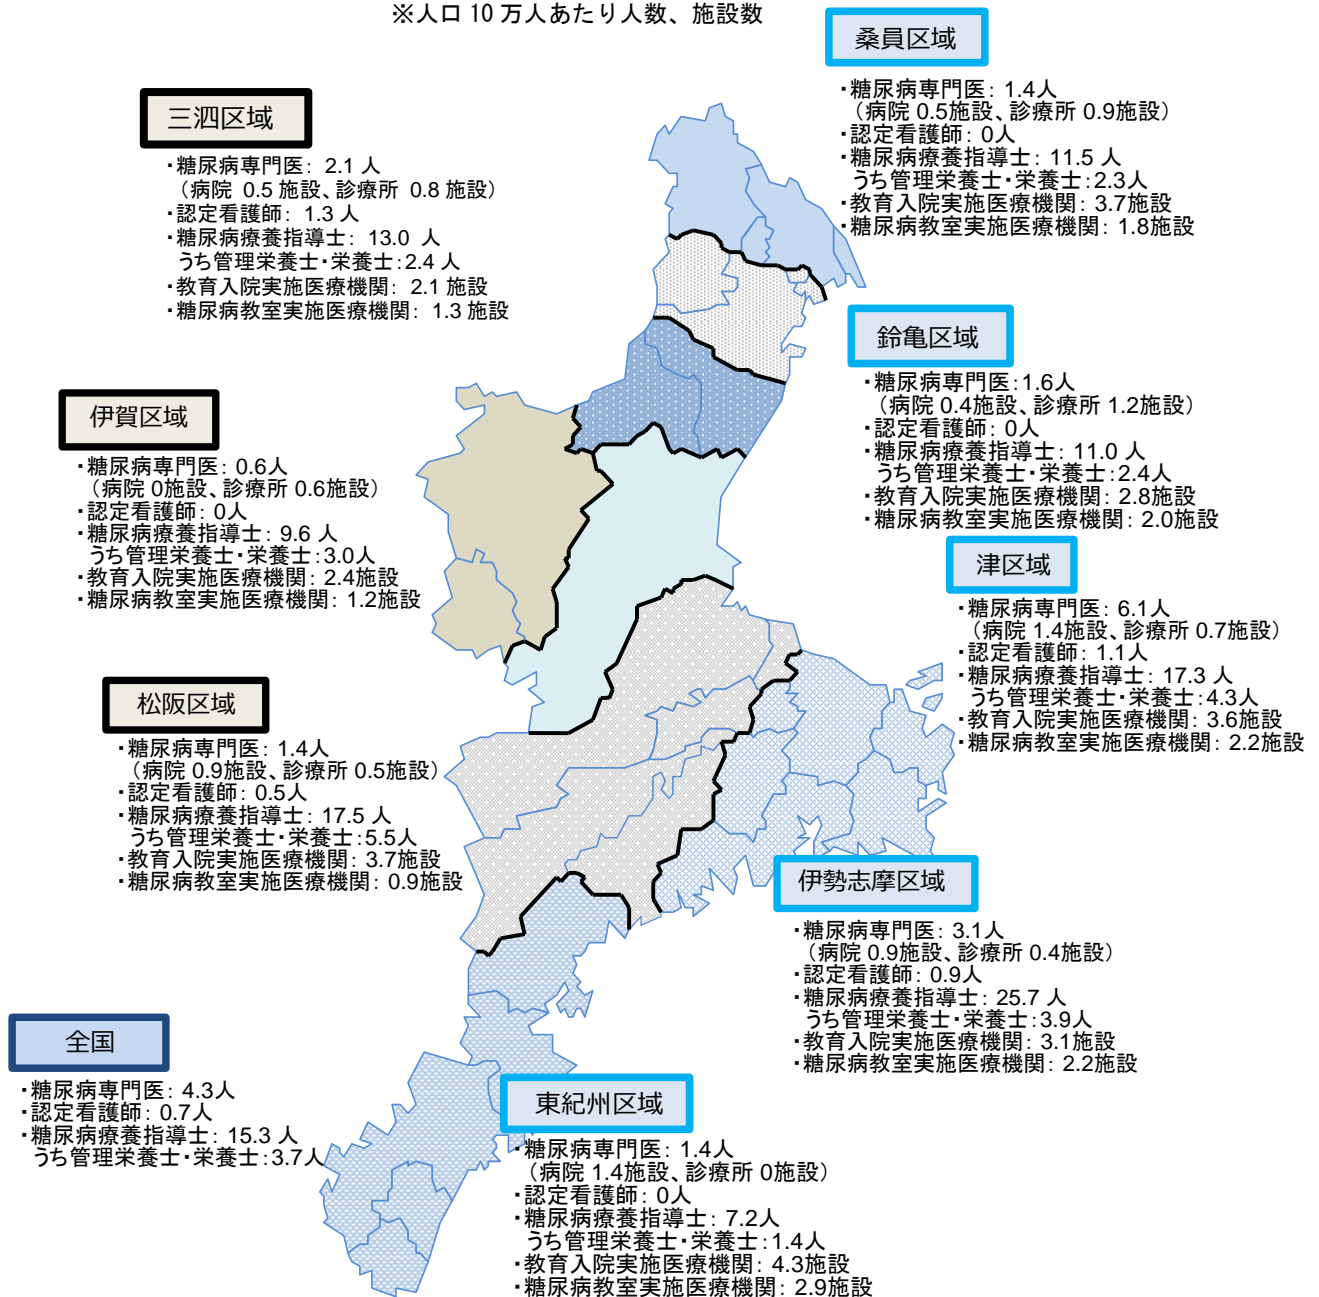 ※人口 10 万人あたり人数、施設数
桑員区域
・糖尿病専門医： 1.4人
（病院 0.5施設、診療所 0.9施設）
・認定看護師： 0人
・糖尿病療養指導士： 11.5 人
うち管理栄養士・栄養士：2.3人
・教育入院実施医療機関： 3.7施設
・糖尿病教室実施医療機関： 1.8施設
三泗区域
・糖尿病専門医： 2.1 人
（病院 0.5 施設、診療所 0.8 施設）
・認定看護師： 1.3 人
・糖尿病療養指導士： 13.0 人
うち管理栄養士・栄養士：2.4 人
・教育入院実施医療機関： 2.1 施設
・糖尿病教室実施医療機関： 1.3 施設
鈴亀区域
・糖尿病専門医：1.6人
（病院 0.4施設、診療所 1.2施設）
・認定看護師： 0人
・糖尿病療養指導士： 11.0 人
うち管理栄養士・栄養士：2.4人
・教育入院実施医療機関： 2.8施設
・糖尿病教室実施医療機関： 2.0施設
伊賀区域
・糖尿病専門医： 0.6人
（病院 0施設、診療所 0.6施設）
・認定看護師： 0人
・糖尿病療養指導士： 9.6 人
うち管理栄養士・栄養士：3.0人
・教育入院実施医療機関： 2.4施設
・糖尿病教室実施医療機関： 1.2施設
津区域
・糖尿病専門医： 6.1人
（病院 1.4施設、診療所 0.7施設）
・認定看護師： 1.1人
・糖尿病療養指導士： 17.3 人
うち管理栄養士・栄養士：4.3人
・教育入院実施医療機関： 3.6施設
・糖尿病教室実施医療機関： 2.2施設
松阪区域
・糖尿病専門医： 1.4人
（病院 0.9施設、診療所 0.5施設）
・認定看護師： 0.5人
・糖尿病療養指導士： 17.5 人
うち管理栄養士・栄養士：5.5人
・教育入院実施医療機関： 3.7施設
・糖尿病教室実施医療機関： 0.9施設
伊勢志摩区域
・糖尿病専門医： 3.1人
（病院 0.9施設、診療所 0.4施設）
・認定看護師： 0.9人
・糖尿病療養指導士： 25.7 人
うち管理栄養士・栄養士：3.9人
・教育入院実施医療機関： 3.1施設
・糖尿病教室実施医療機関： 2.2施設
全国
・糖尿病専門医： 4.3人
・認定看護師： 0.7人
・糖尿病療養指導士： 15.3 人
うち管理栄養士・栄養士：3.7人
東紀州区域
・糖尿病専門医： 1.4人
（病院 1.4施設、診療所 0施設）
・認定看護師： 0人
・糖尿病療養指導士： 7.2人
うち管理栄養士・栄養士：1.4人
・教育入院実施医療機関： 4.3施設
・糖尿病教室実施医療機関： 2.9施設